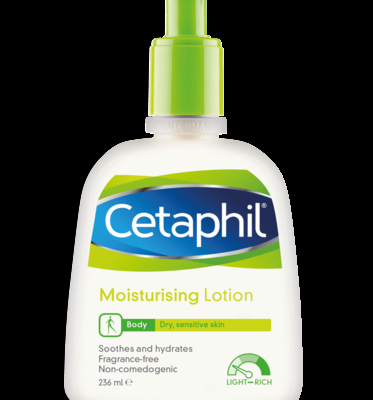 Cetaphil®
Moisturising Lotion
Body Dry, sensitive skin
Soothes and hydrates
Fragrance-free
Non-comedogenic
236 ml ℮
LIGHT RICH